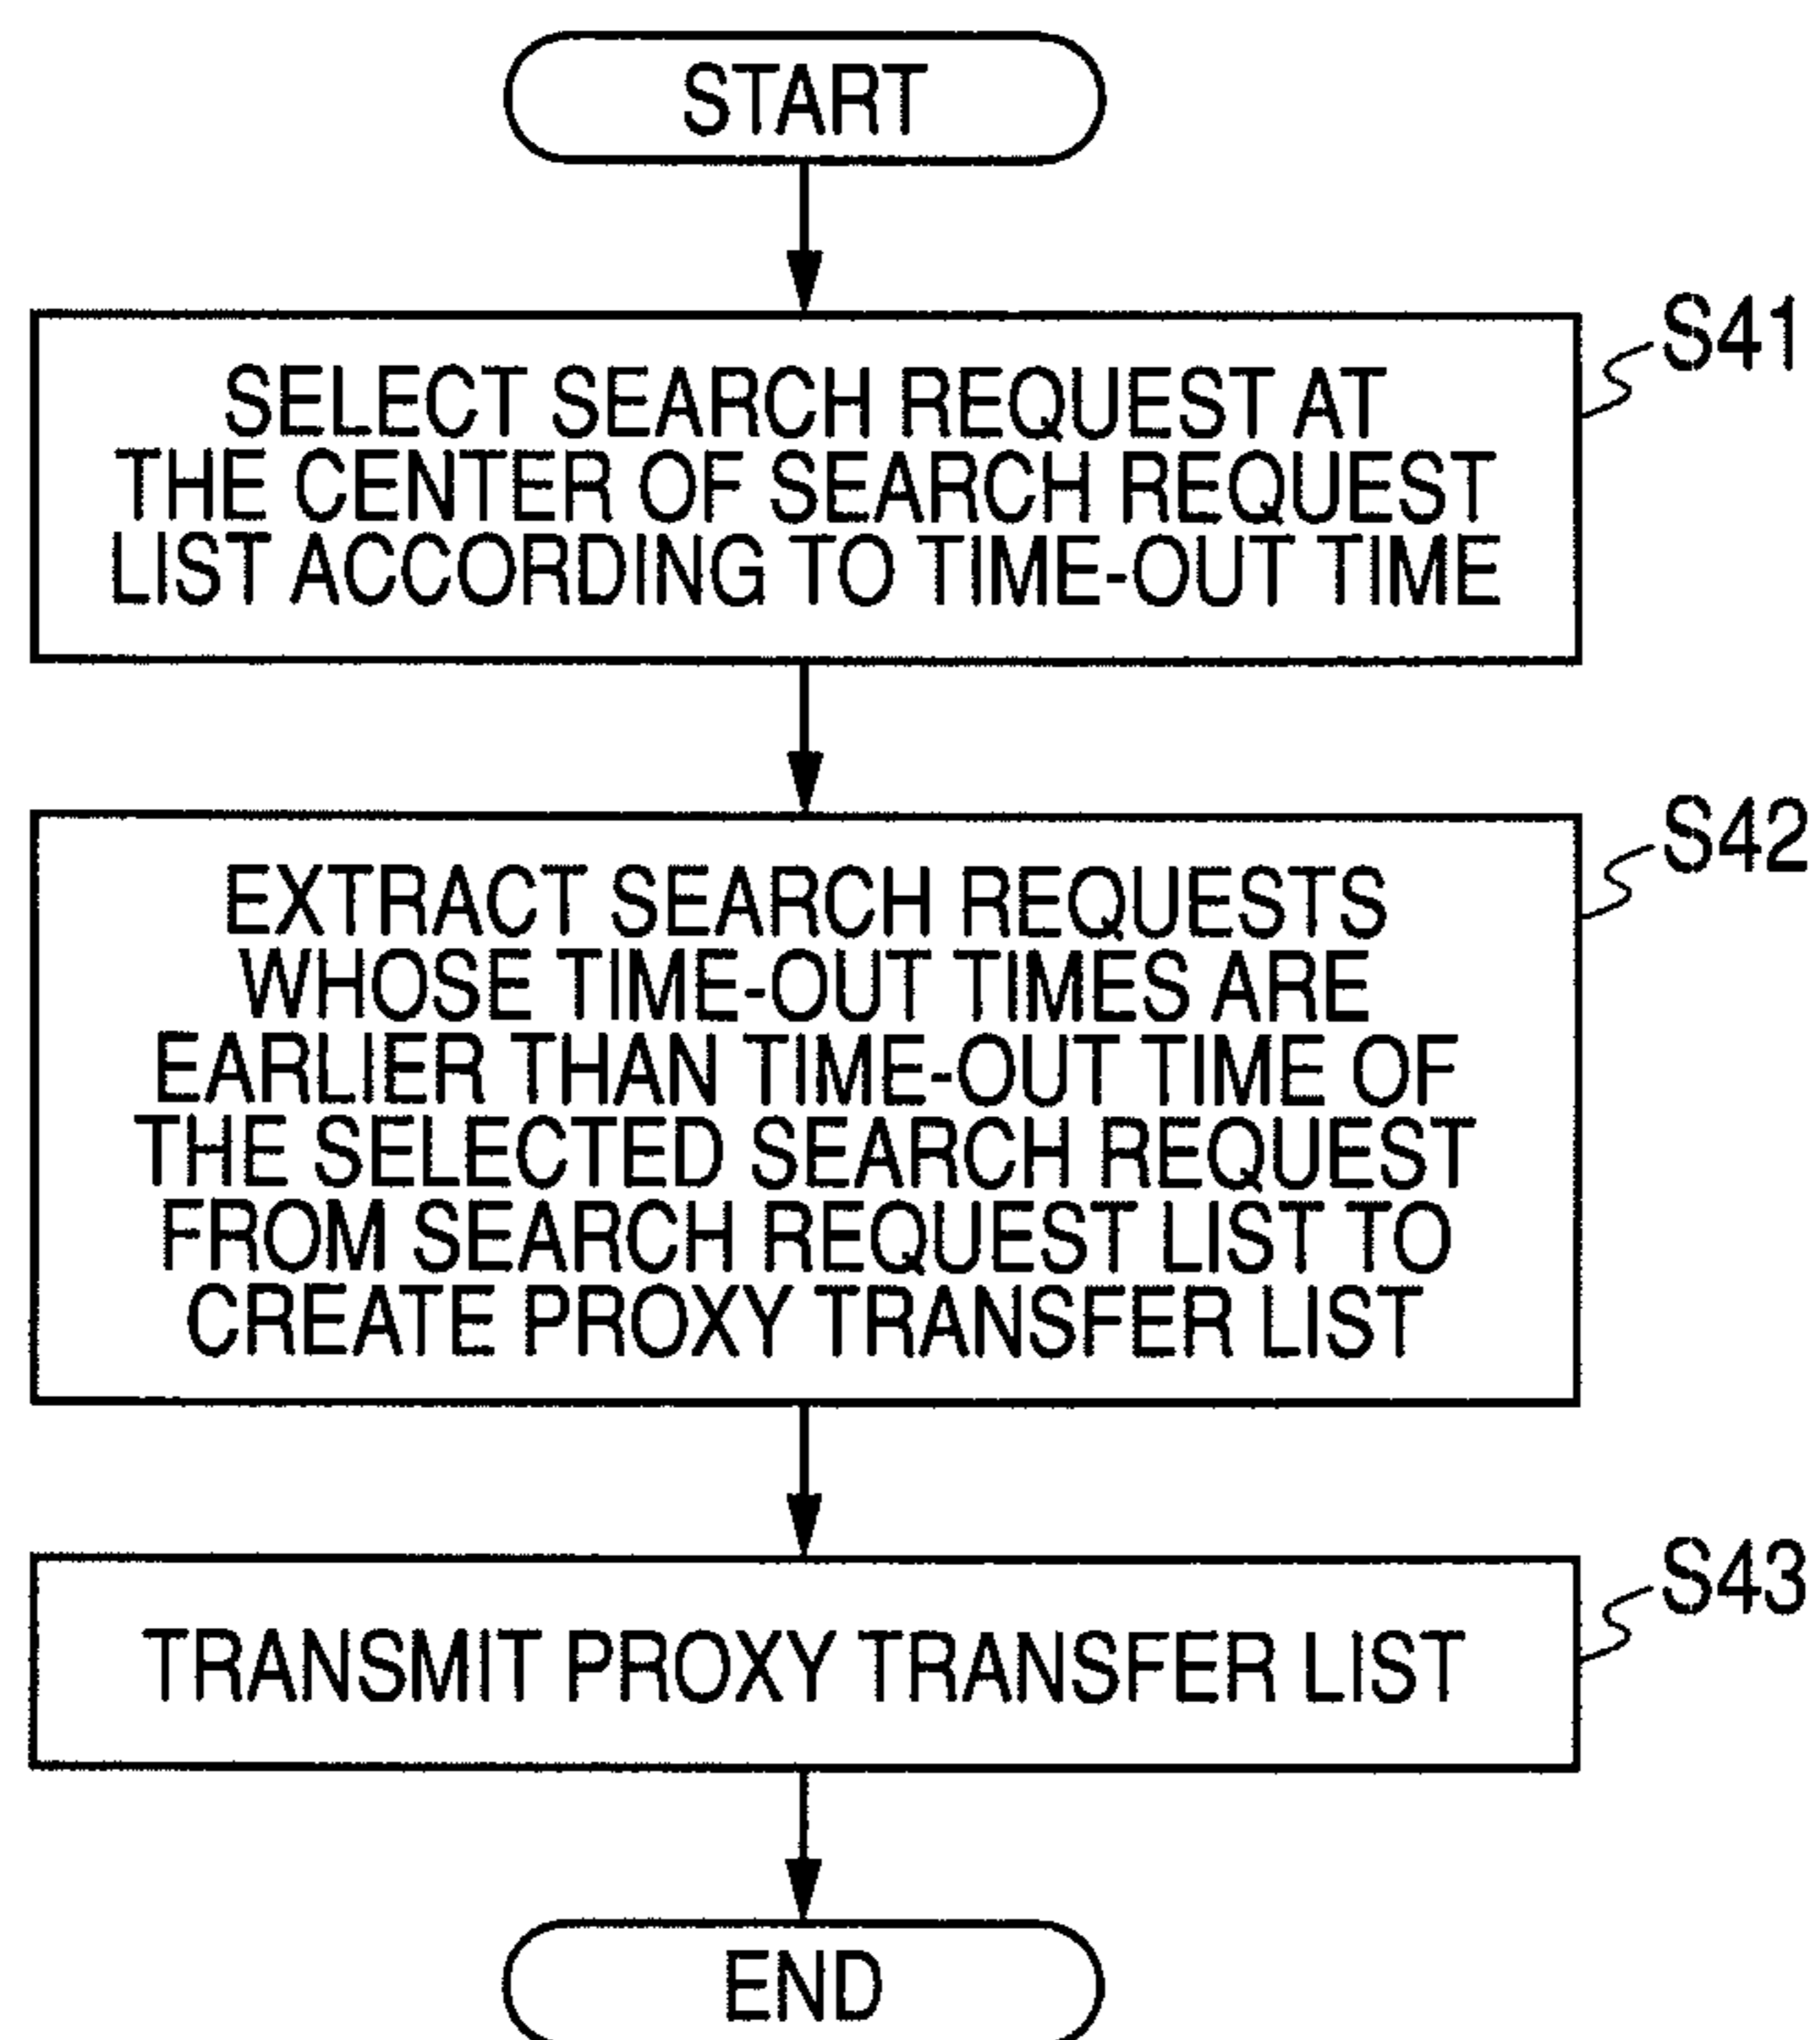 START
S41
SELECT SEARCH REQUEST AT
THE CENTER OF SEARCH REQUEST
LIST ACCORDING TO TIME-OUT TIME
S42
EXTRACT SEARCH REQUESTS
WHOSE TIME-OUT TIMES ARE
EARLIER THAN TIME-OUT TIME OF
THE SELECTED SEARCH REQUEST
FROM SEARCH REQUEST LIST TO
CREATE PROXY TRANSFER LIST
S43
TRANSMIT PROXY TRANSFER LIST
END